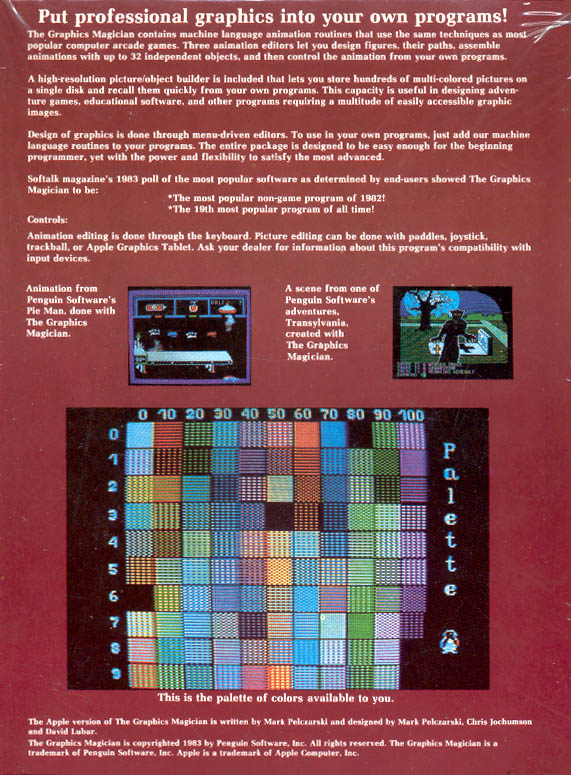 Put professional graphics into your own programs!
The Graphics Magician contains machine language animation routines that use the same techniques as most
popular computer arcade games. Three animation editors let you design figures, their paths, assemble
animations with up to 32 independent objects, and then control the animation from your own programs.
A high-resolution picture/object builder is included that lets you store hundreds of multi-colored pictures on
a single disk and recall them quickly from your own programs. This capacity is useful in designing adven-
ture games, educational software, and other programs requiring a multitude of easily accessible graphic
images.
Design of graphics is done through menu-driven editors. To use in your own programs, just add our machine
language routines to your programs. The entire package is designed to be easy enough for the beginning
programmer, yet with the power and flexibility to satisfy the most advanced.
Softalk magazine's 1983 poll of the most popular software as determined by end-users showed The Graphics
Magician to be:
*The most popular non-game program of 1982!
*The 19th most popular program of all time!
Controls:
Animation editing is done through the keyboard. Picture editing can be done with paddles, joystick,
trackball, or Apple Graphics Tablet. Ask your dealer for information about this program's compatibility with
input devices.
Animation from
Penguin Software's
Pie Man, done with
The Graphics
Magician.
A scene from one of
Penguin Software's
adventures,
Transylvania,
created with
The Graphics
Magician.
0 10 20 30 40 50 60 70 80 90 100
0
1
2
3
4
5
6
7
8
9
Palette
This is the palette of colors available to you.
The Apple version of The Graphics Magician is written by Mark Pelczarski and designed by Mark Pelczarski, Chris Jochumson
and David Lubar.
The Graphics Magician is copyrighted 1983 by Penguin Software, Inc. All rights reserved. The Graphics Magician is a
trademark of Penguin Software, Inc. Apple is a trademark of Apple Computer, Inc.